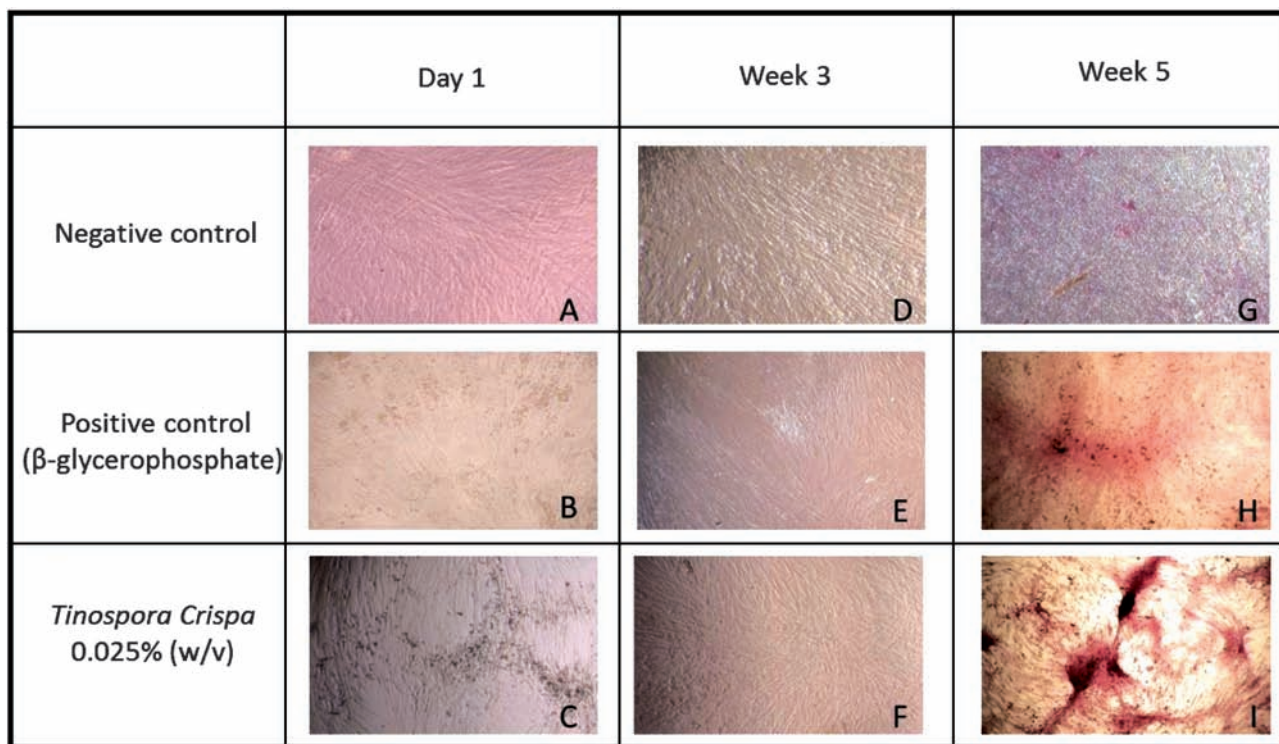 Day 1
Week 3
Week 5
Negative control
A
D
G
Positive control
(β-glycerophosphate)
B
E
H
Tinospora Crispa
0.025% (w/v)
C
F
I